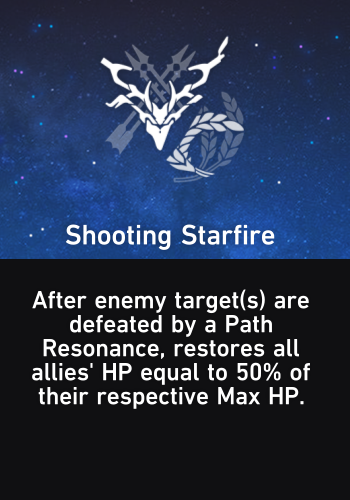 Shooting Starfire
After enemy target(s) are
defeated by a Path
Resonance, restores all
allies' HP equal to 50% of
their respective Max HP.